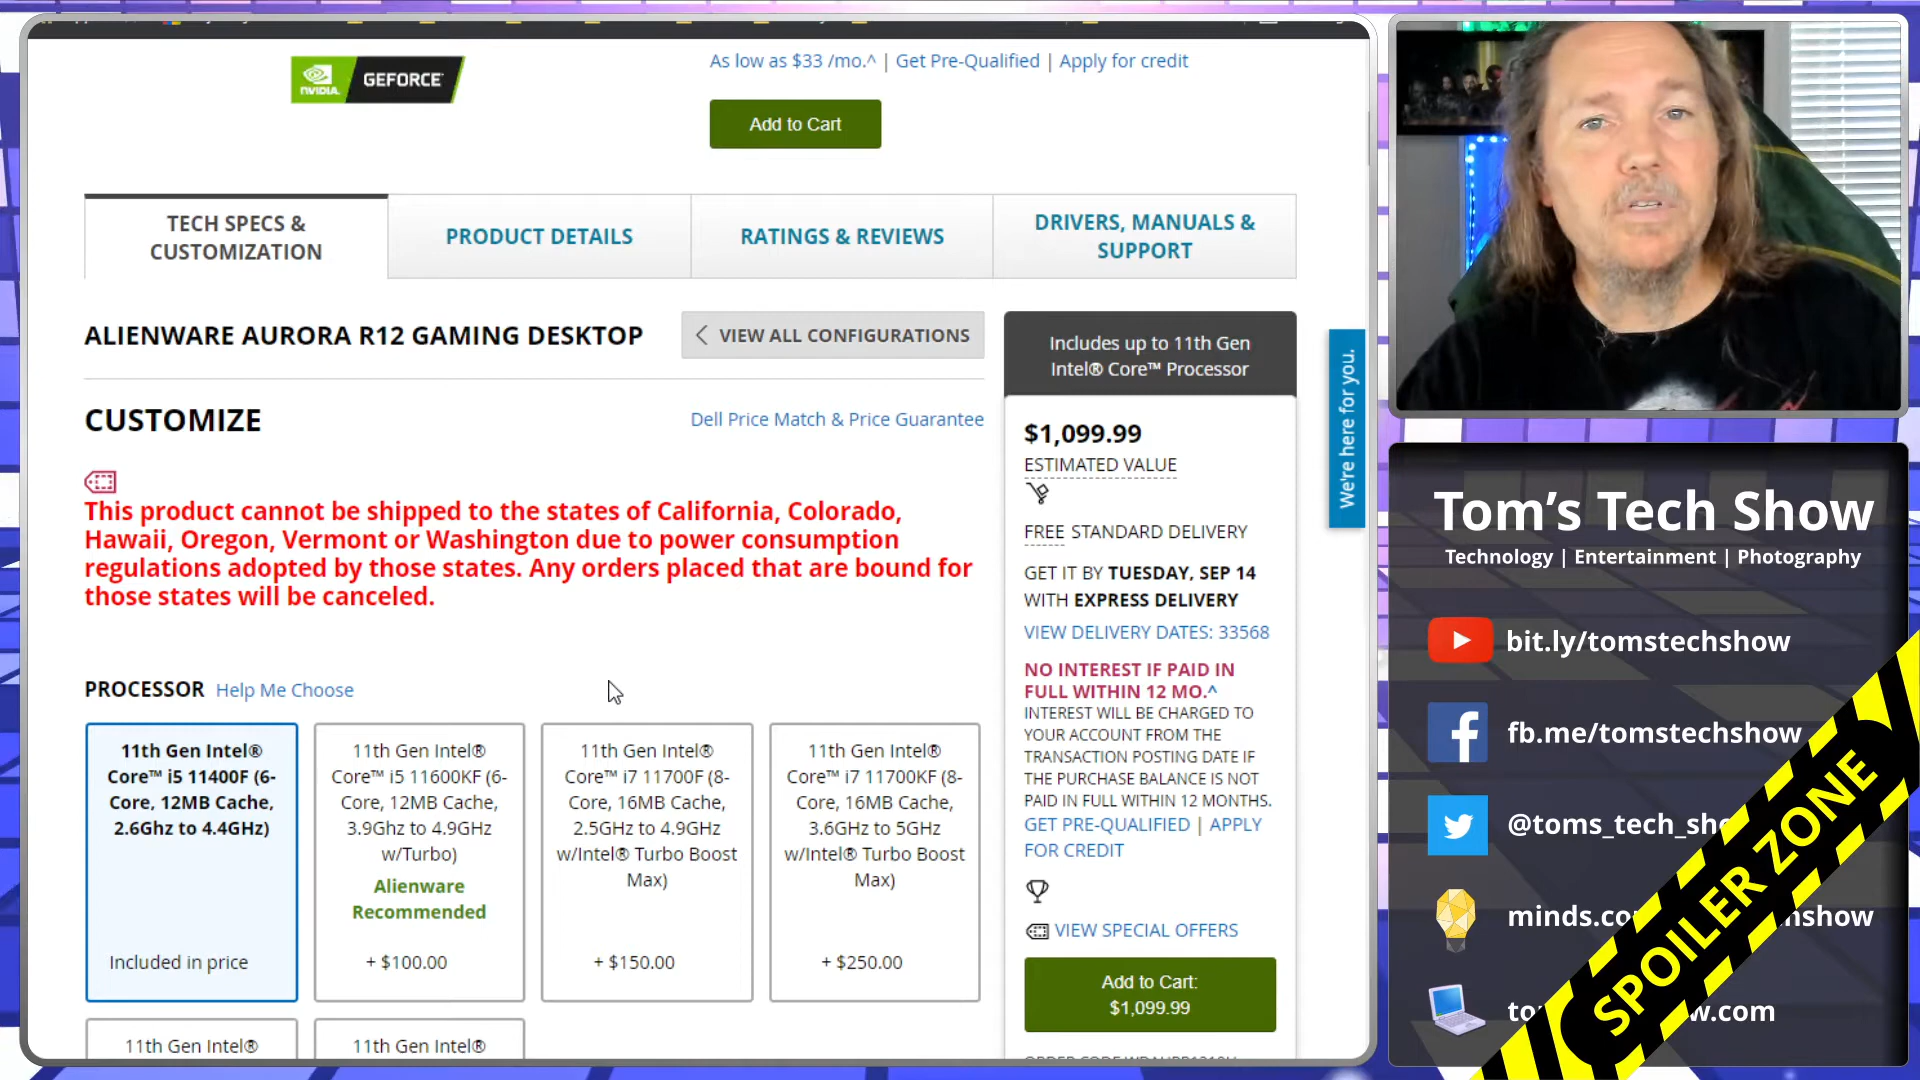 NVIDIA. GEFORCE
As low as $33 /mo.^ | Get Pre-Qualified | Apply for credit
Add to Cart
TECH SPECS &
CUSTOMIZATION
PRODUCT DETAILS
RATINGS & REVIEWS
DRIVERS, MANUALS &
SUPPORT
ALIENWARE AURORA R12 GAMING DESKTOP
VIEW ALL CONFIGURATIONS
CUSTOMIZE
Dell Price Match & Price Guarantee
This product cannot be shipped to the states of California, Colorado,
Hawaii, Oregon, Vermont or Washington due to power consumption
regulations adopted by those states. Any orders placed that are bound for
those states will be canceled.
PROCESSOR Help Me Choose
11th Gen Intel®
Core™ i5 11400F (6-
Core, 12MB Cache,
2.6Ghz to 4.4GHz)
Included in price
11th Gen Intel®
Core™ i5 11600KF (6-
Core, 12MB Cache,
3.9Ghz to 4.9GHz
w/Turbo)
Alienware
Recommended
+ $100.00
11th Gen Intel®
Core™ i7 11700F (8-
Core, 16MB Cache,
2.5GHz to 4.9GHz
w/Intel® Turbo Boost
Max)
+ $150.00
11th Gen Intel®
Core™ i7 11700KF (8-
Core, 16MB Cache,
3.6GHz to 5GHz
w/Intel® Turbo Boost
Max)
+ $250.00
11th Gen Intel®
11th Gen Intel®
Includes up to 11th Gen
Intel® Core™ Processor
$1,099.99
ESTIMATED VALUE
FREE STANDARD DELIVERY
GET IT BY TUESDAY, SEP 14
WITH EXPRESS DELIVERY
VIEW DELIVERY DATES: 33568
NO INTEREST IF PAID IN
FULL WITHIN 12 MO.^
INTEREST WILL BE CHARGED TO
YOUR ACCOUNT FROM THE
TRANSACTION POSTING DATE IF
THE PURCHASE BALANCE IS NOT
PAID IN FULL WITHIN 12 MONTHS.
GET PRE-QUALIFIED | APPLY
FOR CREDIT
VIEW SPECIAL OFFERS
Add to Cart:
$1,099.99
We're here for you.
Tom's Tech Show
Technology | Entertainment | Photography
bit.ly/tomstechshow
fb.me/tomstechshow
@toms_tech_sh
minds.co
SPOILER ZONE